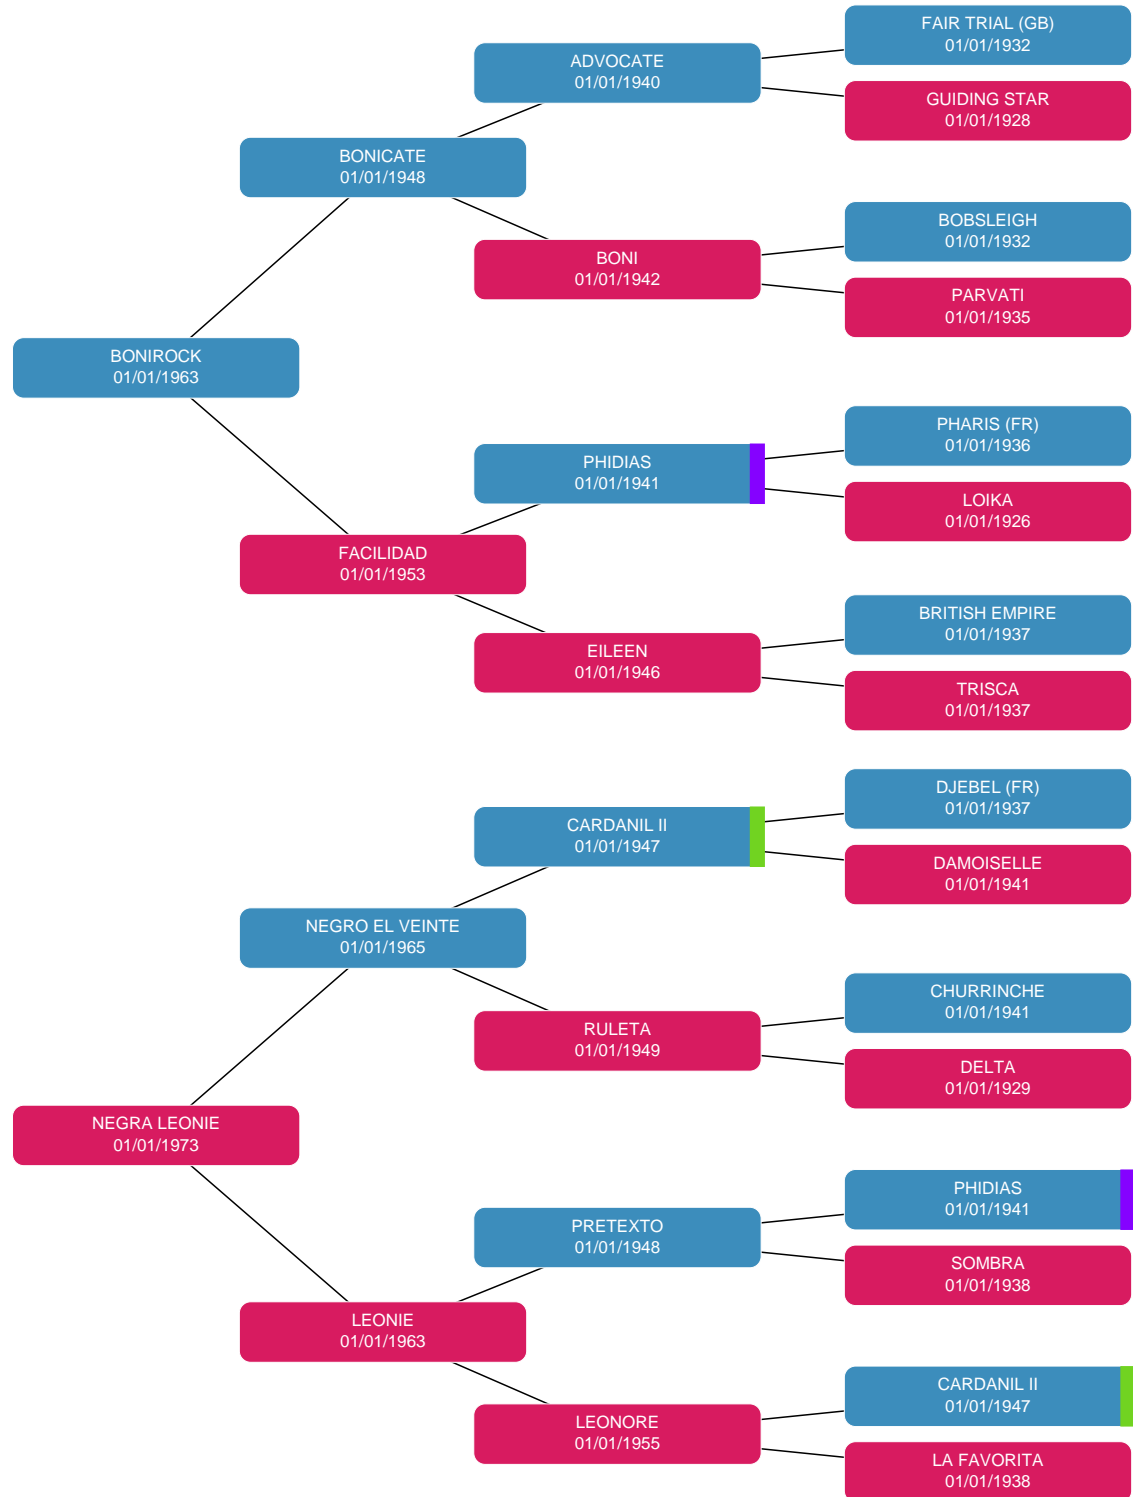 FAIR TRIAL (GB)
01/01/1932
ADVOCATE
01/01/1940
GUIDING STAR
01/01/1928
BONICATE
01/01/1948
BOBSLEIGH
01/01/1932
BONI
01/01/1942
PARVATI
01/01/1935
BONIROCK
01/01/1963
PHARIS (FR)
01/01/1936
PHIDIAS
01/01/1941
LOIKA
01/01/1926
FACILIDAD
01/01/1953
BRITISH EMPIRE
01/01/1937
EILEEN
01/01/1946
TRISCA
01/01/1937
DJEBEL (FR)
01/01/1937
CARDANIL II
01/01/1947
DAMOISELLE
01/01/1941
NEGRO EL VEINTE
01/01/1965
CHURRINCHE
01/01/1941
RULETA
01/01/1949
DELTA
01/01/1929
NEGRA LEONIE
01/01/1973
PHIDIAS
01/01/1941
PRETEXTO
01/01/1948
SOMBRA
01/01/1938
LEONIE
01/01/1963
CARDANIL II
01/01/1947
LEONORE
01/01/1955
LA FAVORITA
01/01/1938